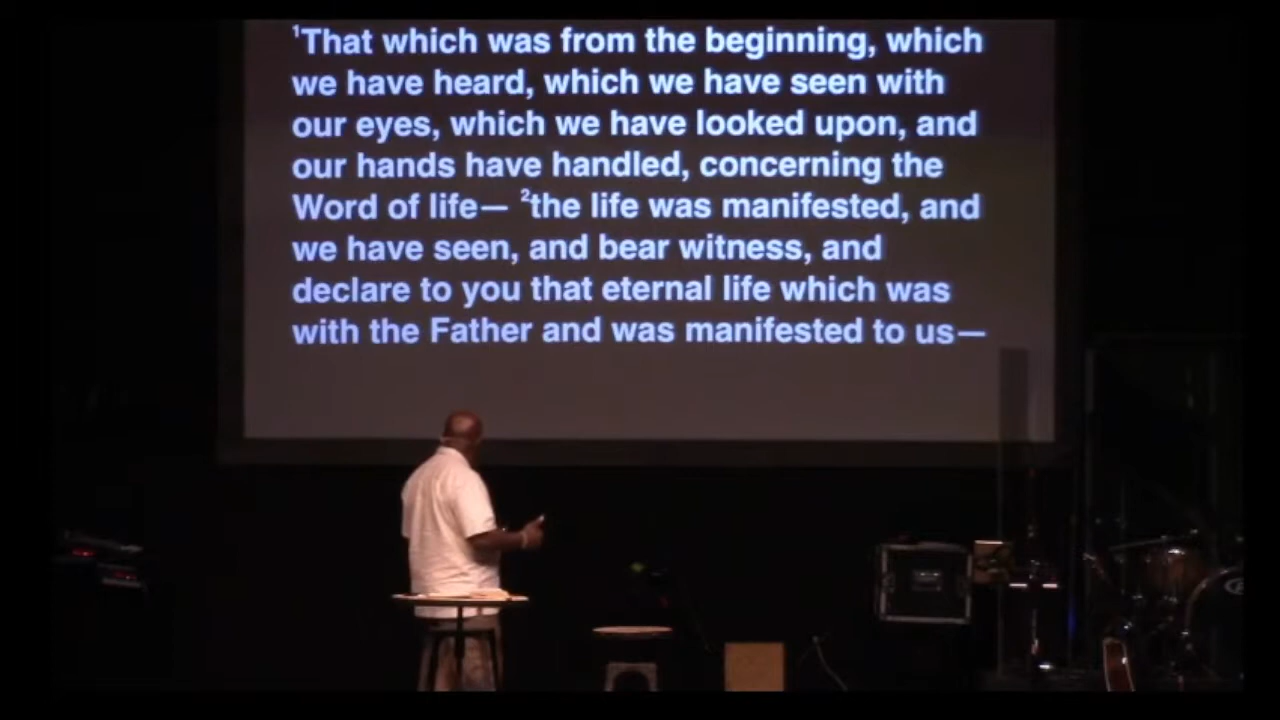 ¹That which was from the beginning, which
we have heard, which we have seen with
our eyes, which we have looked upon, and
our hands have handled, concerning the
Word of life— ²the life was manifested, and
we have seen, and bear witness, and
declare to you that eternal life which was
with the Father and was manifested to us—